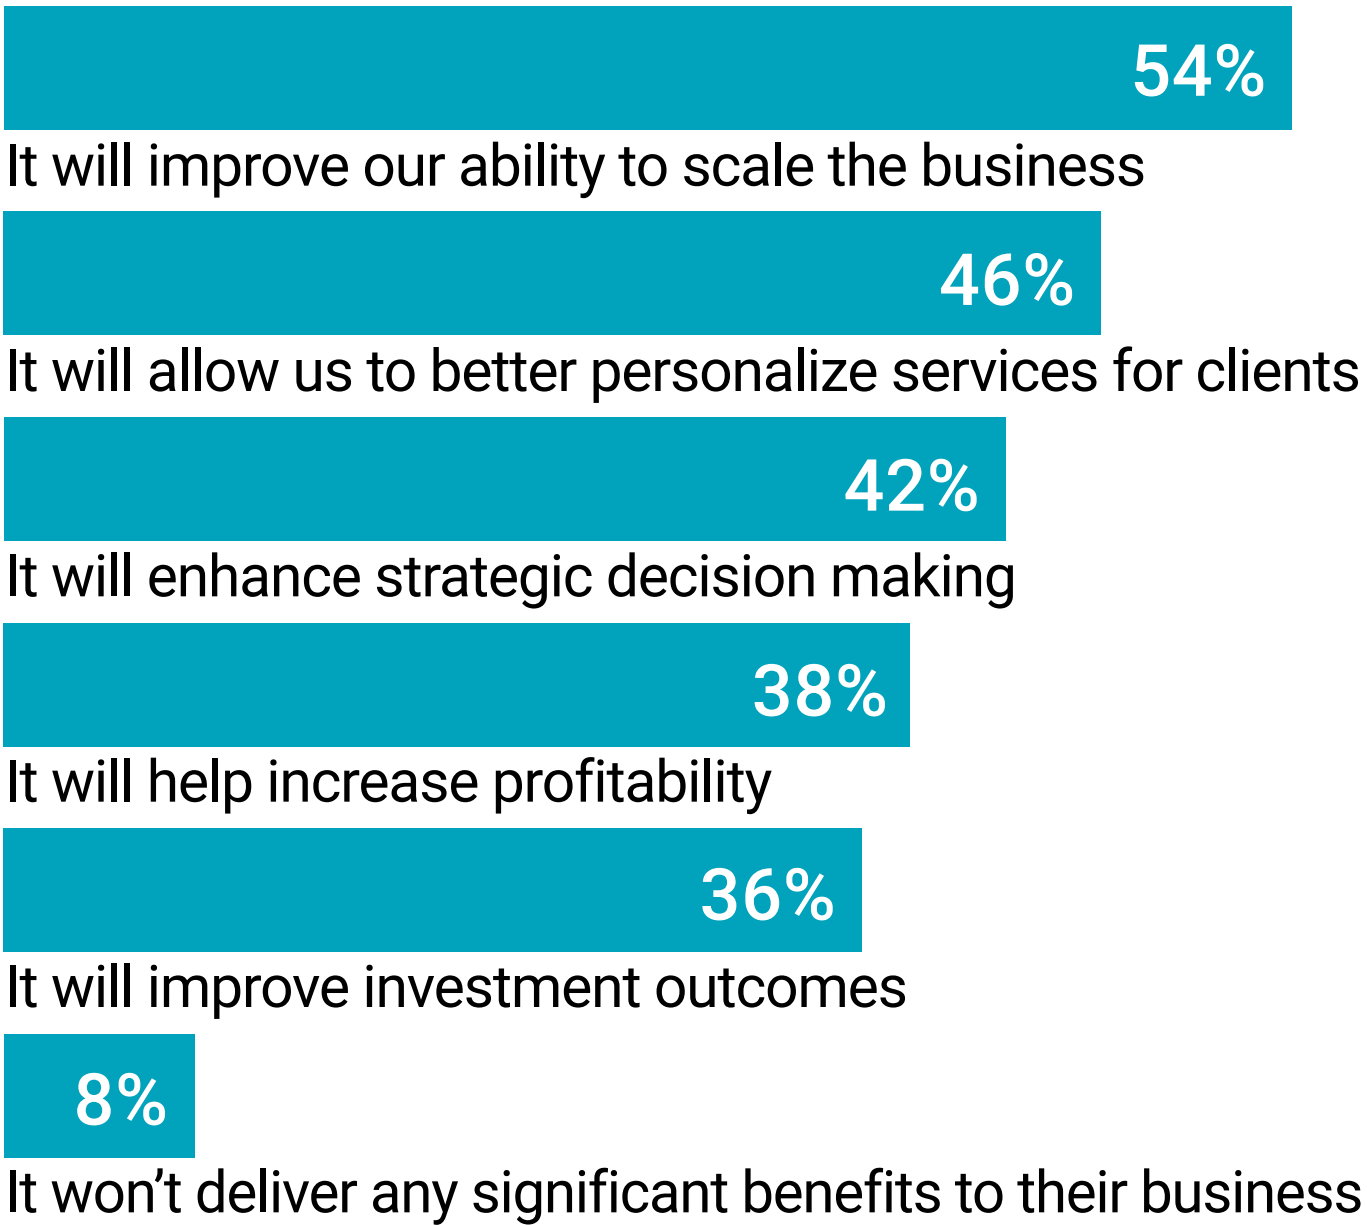 54%
It will improve our ability to scale the business
46%
It will allow us to better personalize services for clients
42%
It will enhance strategic decision making
38%
It will help increase profitability
36%
It will improve investment outcomes
8%
It won’t deliver any significant benefits to their business